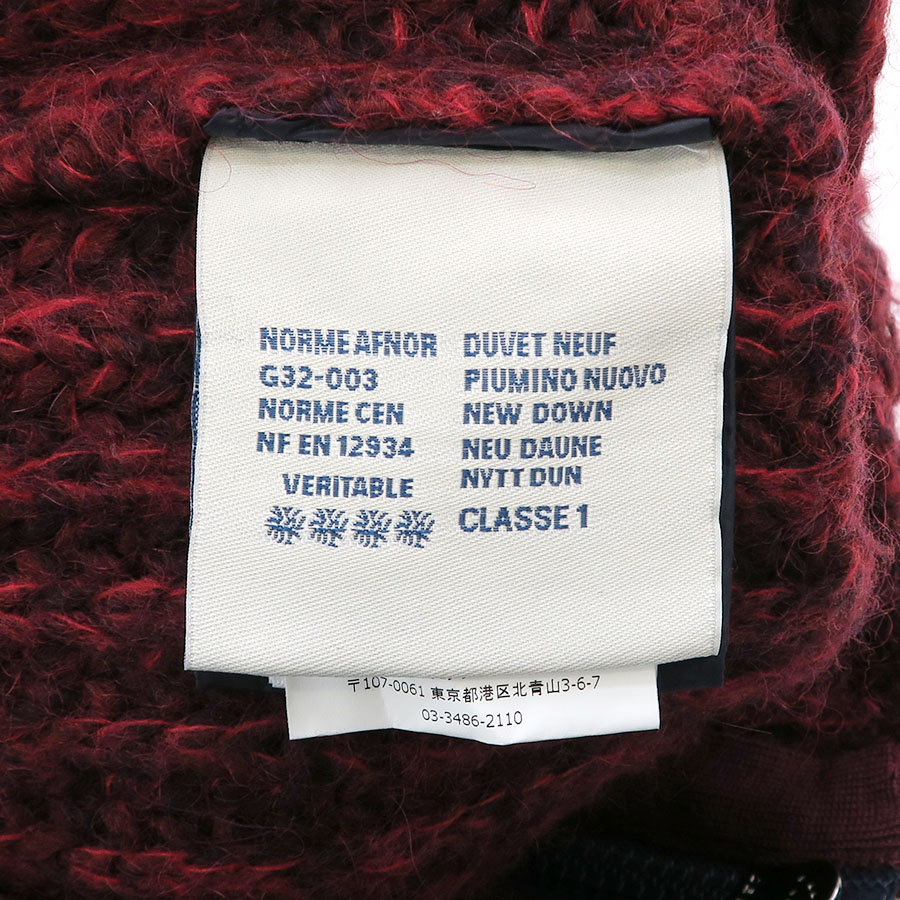 NORME AFNOR
G32-003
NORME CEN
NF EN 12934
VERITABLE
DUVET NEUF
PIUMINO NUOVO
NEW DOWN
NEU DAUNE
NYTT DUN
CLASSE 1
〒107-0061 東京都港区北青山3-6-7
03-3486-2110